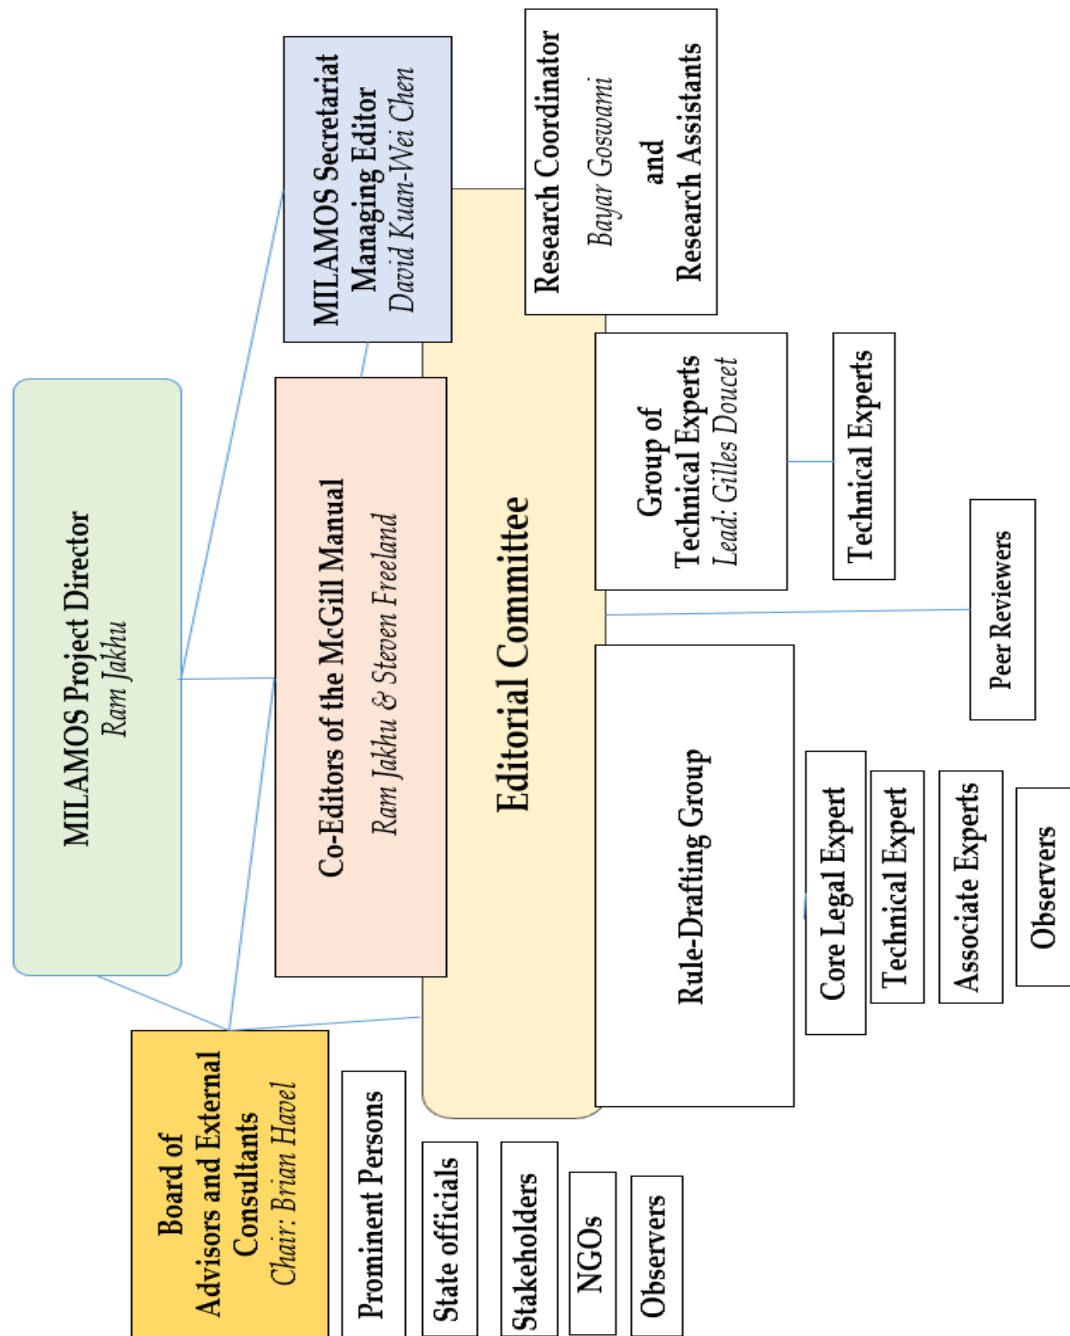 MILAMOS Project Director
Ram Jakhu
Board of
Advisors and External
Consultants
Chair: Brian Havel
Prominent Persons
State officials
Stakeholders
NGOs
Observers
Co-Editors of the McGill Manual
Ram Jakhu & Steven Freeland
MILAMOS Secretariat
Managing Editor
David Kuan-Wei Chen
Editorial Committee
Rule-Drafting Group
Core Legal Expert
Technical Expert
Associate Experts
Observers
Group of
Technical Experts
Lead: Gilles Doucet
Technical Experts
Peer Reviewers
Research Coordinator
Bayar Goswami
and
Research Assistants